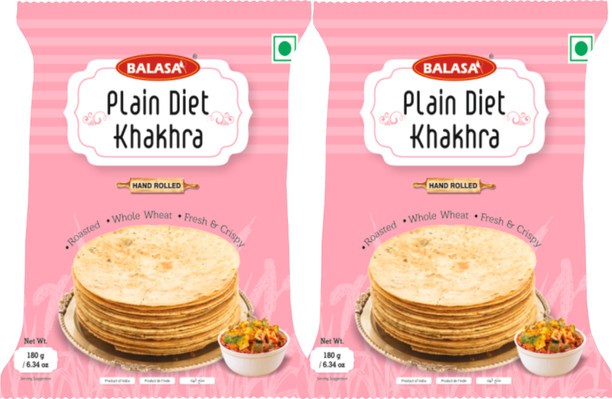 BALASA
Plain Diet
Khakhra
HAND ROLLED
• Roasted • Whole Wheat • Fresh & Crispy
Net Wt.
180 g
/ 6.34 oz
BALASA
Plain Diet
Khakhra
HAND ROLLED
• Roasted • Whole Wheat • Fresh & Crispy
Net Wt.
180 g
/ 6.34 oz